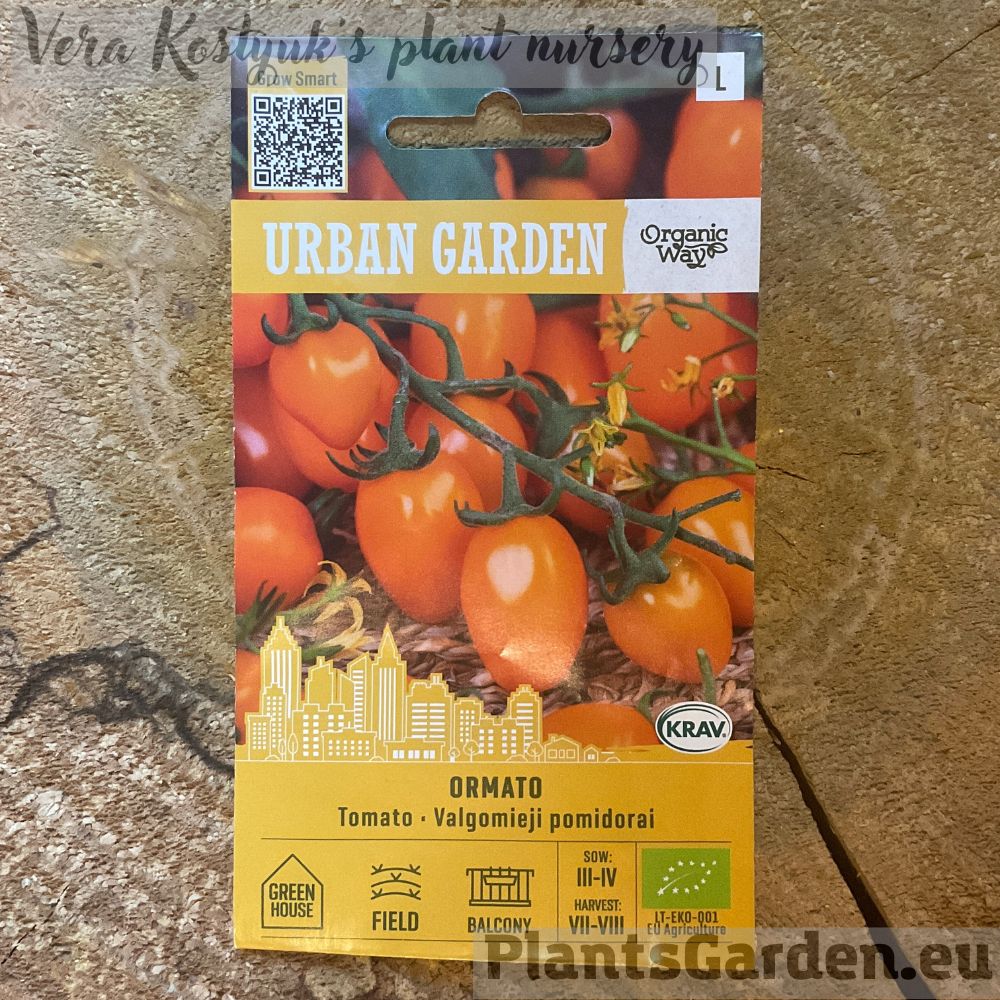 Vera Kostyuk's plant nursery
Grow Smart
L
URBAN GARDEN
Organic
Way
KRAV®
ORMATO
Tomato · Valgomieji pomidorai
GREEN
HOUSE
FIELD
BALCONY
SOW:
III-IV
HARVEST:
VII-VIII
LT-EKO-001
EU Agriculture
PlantsGarden.eu